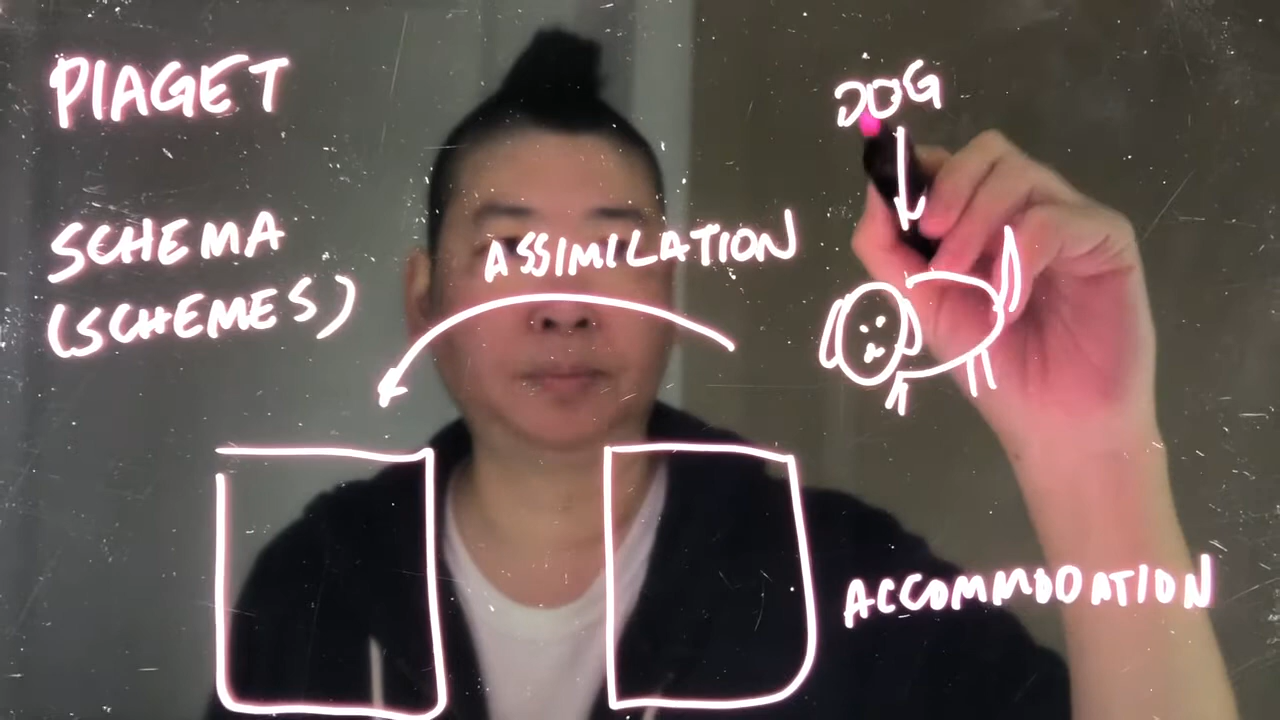 PIAGET
DOG
SCHEMA
(SCHEMES)
ASSIMILATION
ACCOMMODATION